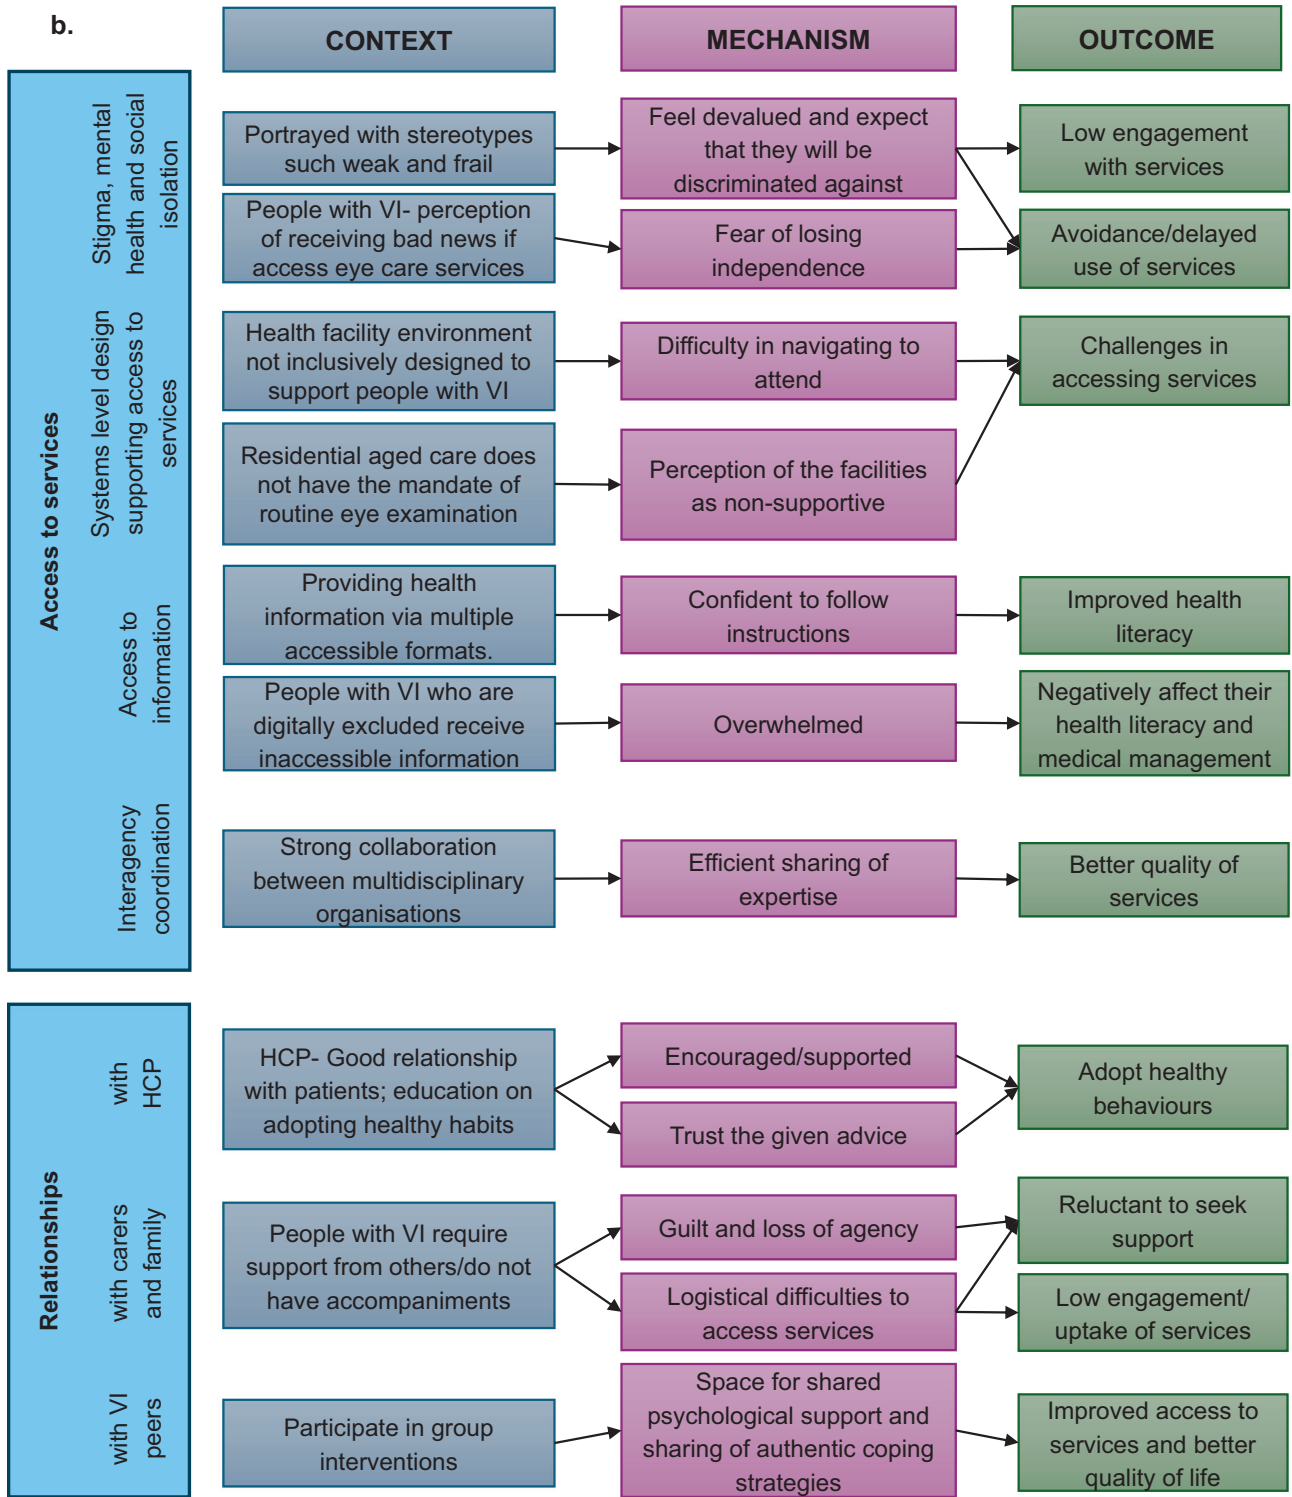 b.
CONTEXT
MECHANISM
OUTCOME
Access to services
Stigma, mental
health and social
isolation
Portrayed with stereotypes
such weak and frail
Feel devalued and expect
that they will be
discriminated against
Low engagement
with services
People with VI- perception
of receiving bad news if
access eye care services
Fear of losing
independence
Avoidance/delayed
use of services
Systems level design
supporting access to
services
Health facility environment
not inclusively designed to
support people with VI
Difficulty in navigating to
attend
Challenges in
accessing services
Residential aged care does
not have the mandate of
routine eye examination
Perception of the facilities
as non-supportive
Access to
information
Providing health
information via multiple
accessible formats.
Confident to follow
instructions
Improved health
literacy
People with VI who are
digitally excluded receive
inaccessible information
Overwhelmed
Negatively affect their
health literacy and
medical management
Interagency
coordination
Strong collaboration
between multidisciplinary
organisations
Efficient sharing of
expertise
Better quality of
services
Relationships
with
HCP
HCP- Good relationship
with patients; education on
adopting healthy habits
Encouraged/supported
Trust the given advice
Adopt healthy
behaviours
with carers
and family
People with VI require
support from others/do not
have accompaniments
Guilt and loss of agency
Logistical difficulties to
access services
Reluctant to seek
support
Low engagement/
uptake of services
with VI
peers
Participate in group
interventions
Space for shared
psychological support and
sharing of authentic coping
strategies
Improved access to
services and better
quality of life